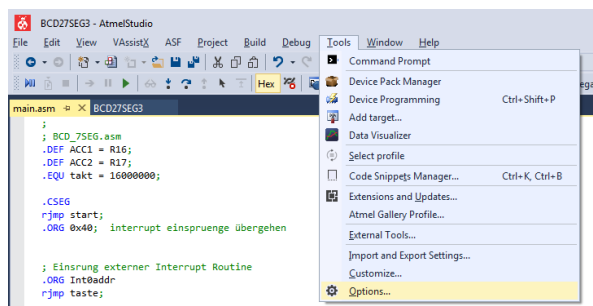 BCD27SEG3 - AtmelStudio
File Edit View VAssistX ASF Project Build Debug Tools Window Help
Hex
main.asm BCD27SEG3
;
; BCD_7SEG.asm
.DEF ACC1 = R16;
.DEF ACC2 = R17;
.EQU takt = 16000000;
.CSEG
rjmp start;
.ORG 0x40; interrupt einspruenge übergehen
; Einsrung externer Interrupt Routine
.ORG Int0addr
rjmp taste;
Command Prompt
Device Pack Manager
Device Programming Ctrl+Shift+P
Add target...
Data Visualizer
Select profile
Code Snippets Manager... Ctrl+K, Ctrl+B
Extensions and Updates...
Atmel Gallery Profile...
External Tools...
Import and Export Settings...
Customize...
Options...